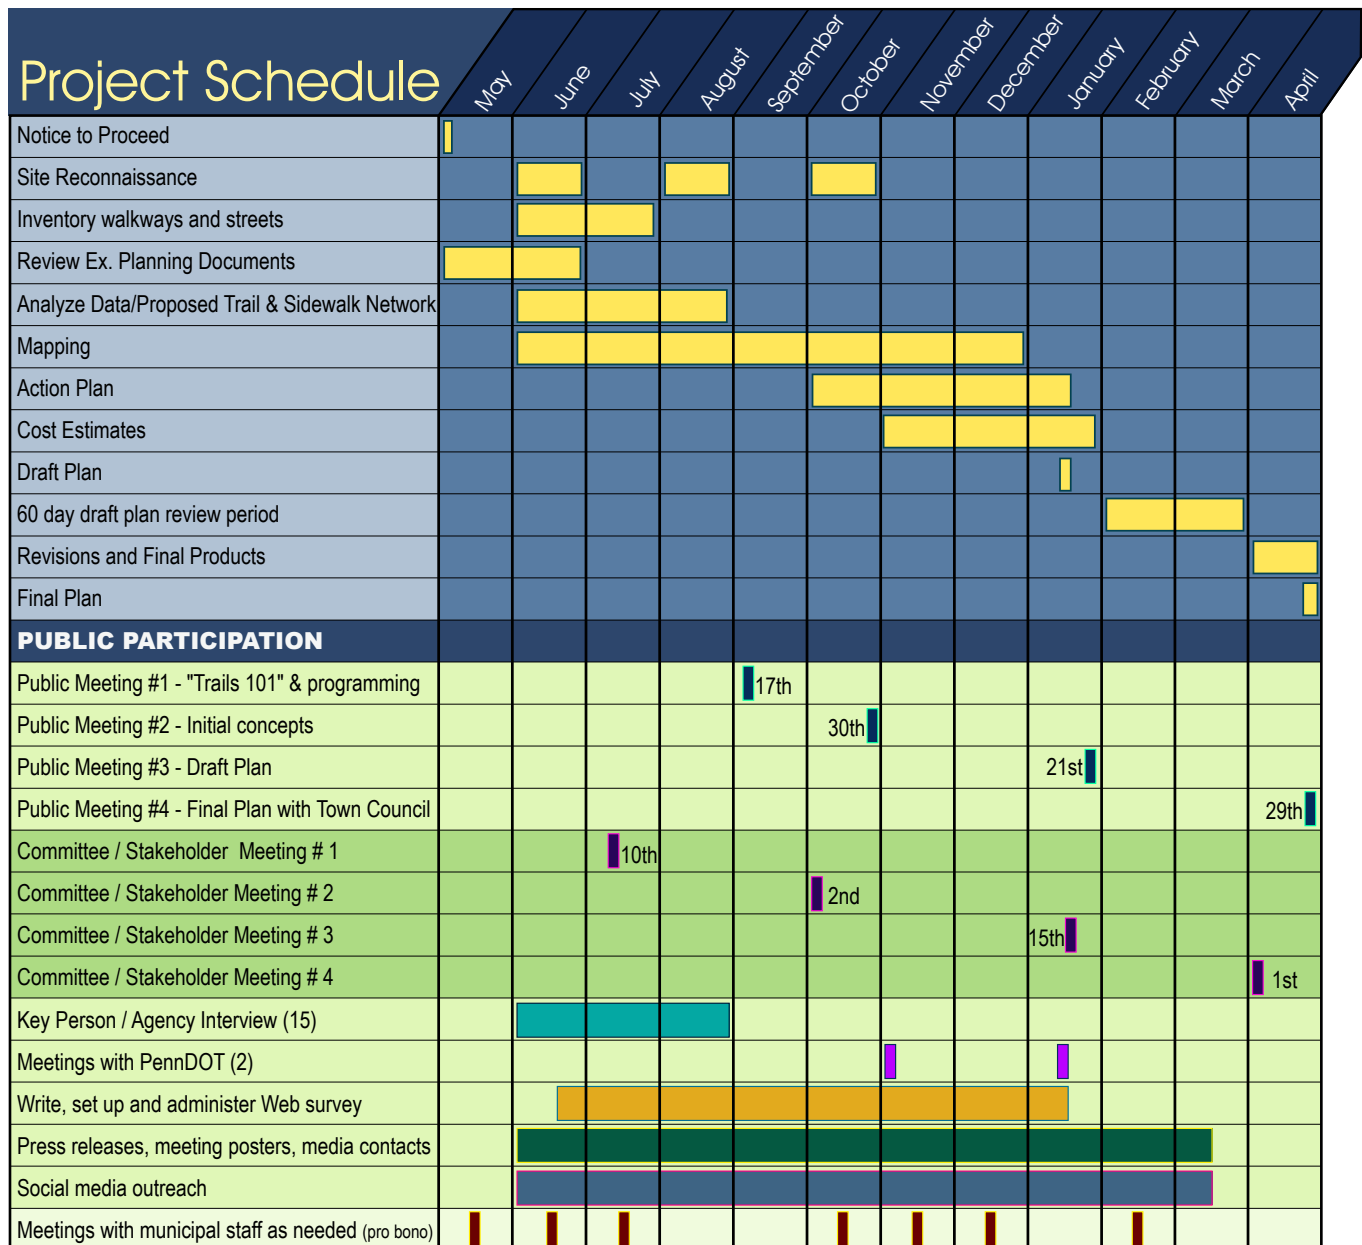 Project Schedule
May
June
July
August
September
October
November
December
January
February
March
April
Notice to Proceed
Site Reconnaissance
Inventory walkways and streets
Review Ex. Planning Documents
Analyze Data/Proposed Trail & Sidewalk Network
Mapping
Action Plan
Cost Estimates
Draft Plan
60 day draft plan review period
Revisions and Final Products
Final Plan
PUBLIC PARTICIPATION
Public Meeting #1 - "Trails 101" & programming 17th
Public Meeting #2 - Initial concepts 30th
Public Meeting #3 - Draft Plan 21st
Public Meeting #4 - Final Plan with Town Council 29th
Committee / Stakeholder Meeting # 1 10th
Committee / Stakeholder Meeting # 2 2nd
Committee / Stakeholder Meeting # 3 15th
Committee / Stakeholder Meeting # 4 1st
Key Person / Agency Interview (15)
Meetings with PennDOT (2)
Write, set up and administer Web survey
Press releases, meeting posters, media contacts
Social media outreach
Meetings with municipal staff as needed (pro bono)